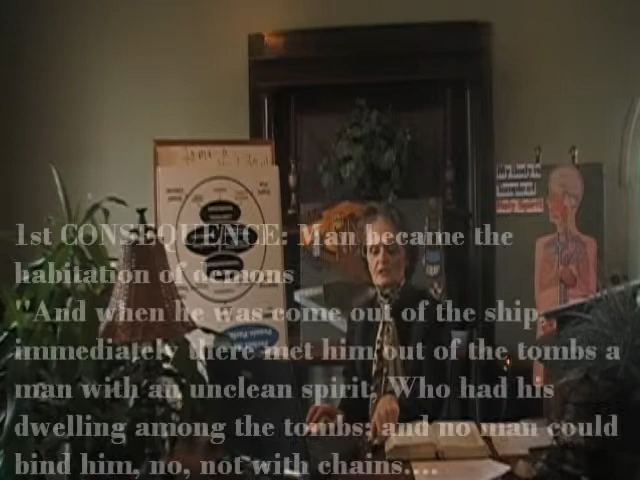 1st CONSEQUENCE: Man became the
habitation of demons
"And when he was come out of the ship,
immediately there met him out of the tombs a
man with an unclean spirit, Who had his
dwelling among the tombs; and no man could
bind him, no, not with chains....